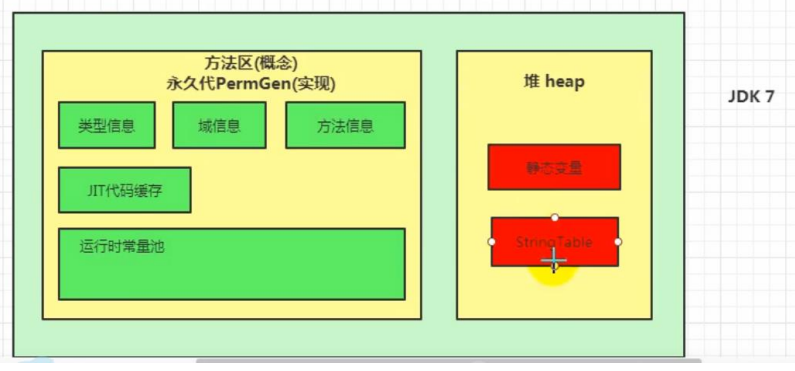 方法区(概念)
永久代PermGen(实现)
类型信息
域信息
方法信息
JIT代码缓存
运行时常量池
堆 heap
静态变量
StringTable
JDK 7